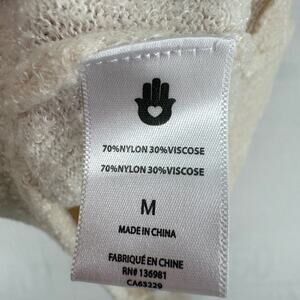 70%NYLON 30%VISCOSE
70%NYLON 30%VISCOSE
M
MADE IN CHINA
FABRIQUÉ EN CHINE
RN# 136981
CA63229